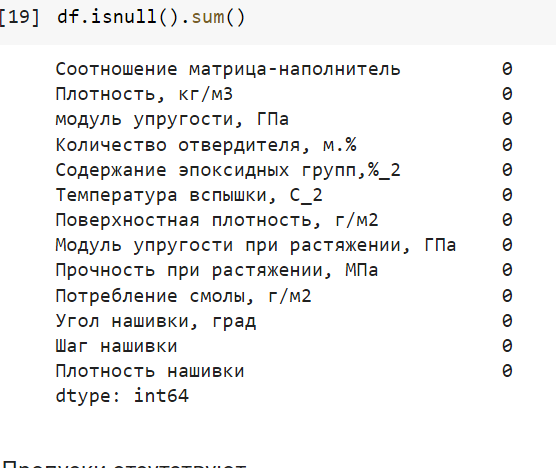 [19] df.isnull().sum()
Соотношение матрица-наполнитель 0
Плотность, кг/м3 0
модуль упругости, ГПа 0
Количество отвердителя, м.% 0
Содержание эпоксидных групп,%_2 0
Температура вспышки, С_2 0
Поверхностная плотность, г/м2 0
Модуль упругости при растяжении, ГПа 0
Прочность при растяжении, МПа 0
Потребление смолы, г/м2 0
Угол нашивки, град 0
Шаг нашивки 0
Плотность нашивки 0
dtype: int64
Пропуски отсутствуют